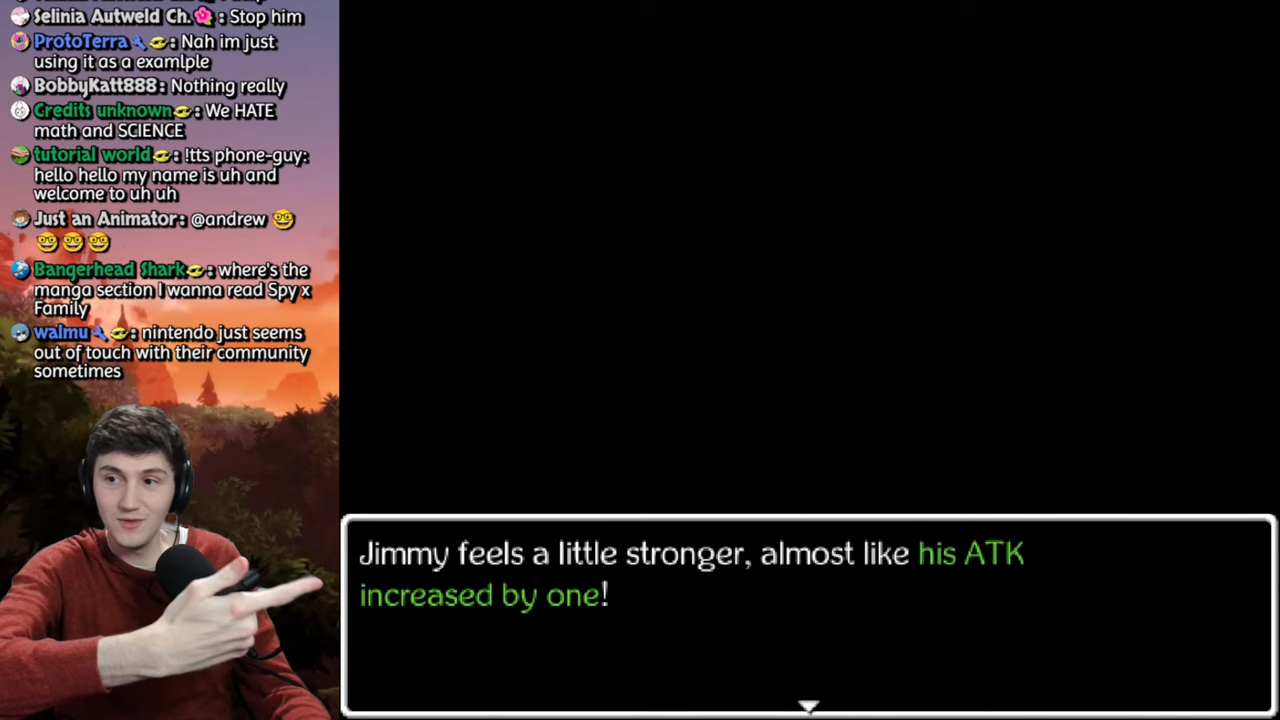 Selinia Autweld Ch.🌺: Stop him
ProtoTerra🔧: Nah im just
using it as a examlple
BobbyKatt888: Nothing really
Credits unknown: We HATE
math and SCIENCE
tutorial world: !tts phone-guy:
hello hello my name is uh and
welcome to uh uh
Just an Animator: @andrew 🤓
🤓🤓🤓
Bangerhead Shark: where's the
manga section I wanna read Spy x
Family
walmu🔧: nintendo just seems
out of touch with their community
sometimes
Jimmy feels a little stronger, almost like his ATK
increased by one!